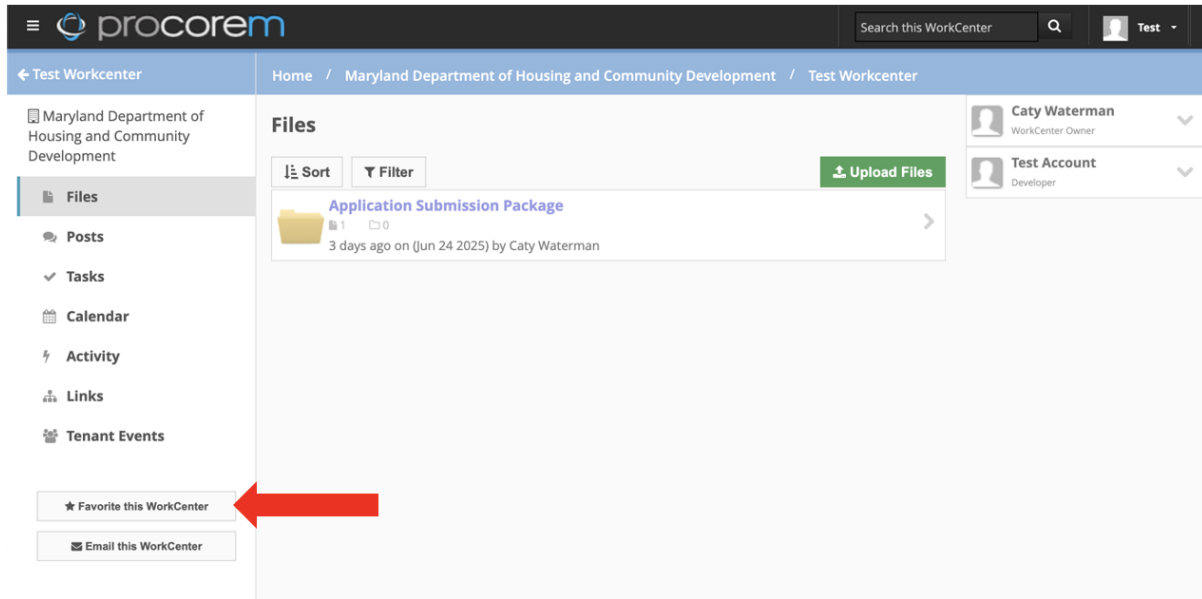 procorem
Search this WorkCenter
Test
Test Workcenter
Home / Maryland Department of Housing and Community Development / Test Workcenter
Maryland Department of
Housing and Community
Development
Files
Posts
Tasks
Calendar
Activity
Links
Tenant Events
Favorite this WorkCenter
Email this WorkCenter
Files
Sort
Filter
Upload Files
Application Submission Package
1 0
3 days ago on (Jun 24 2025) by Caty Waterman
Caty Waterman
WorkCenter Owner
Test Account
Developer